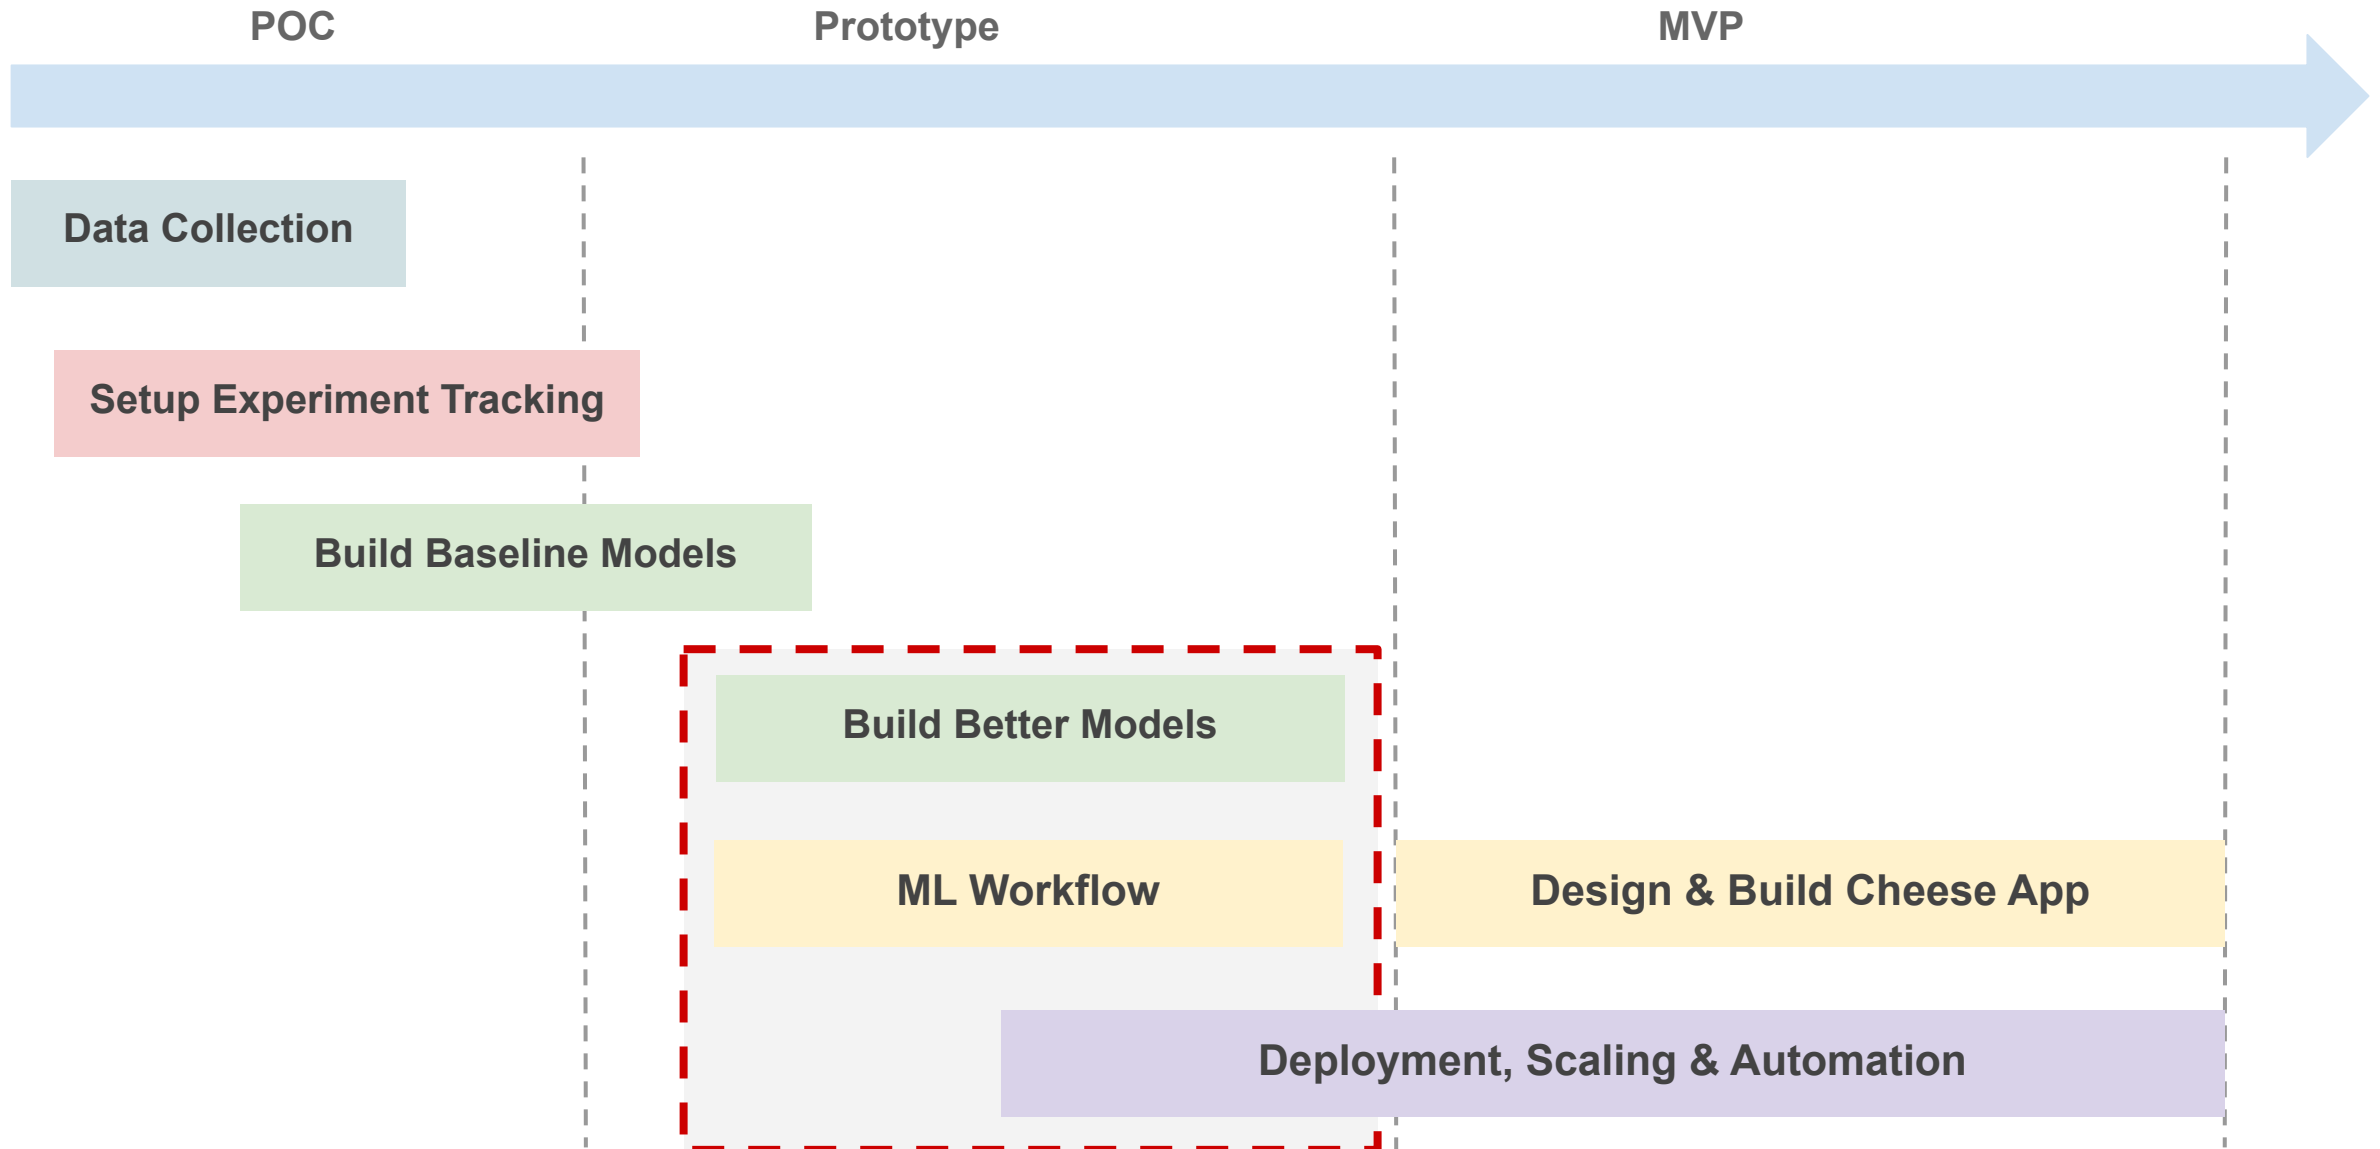 POC
Prototype
MVP
Data Collection
Setup Experiment Tracking
Build Baseline Models
Build Better Models
ML Workflow
Design & Build Cheese App
Deployment, Scaling & Automation